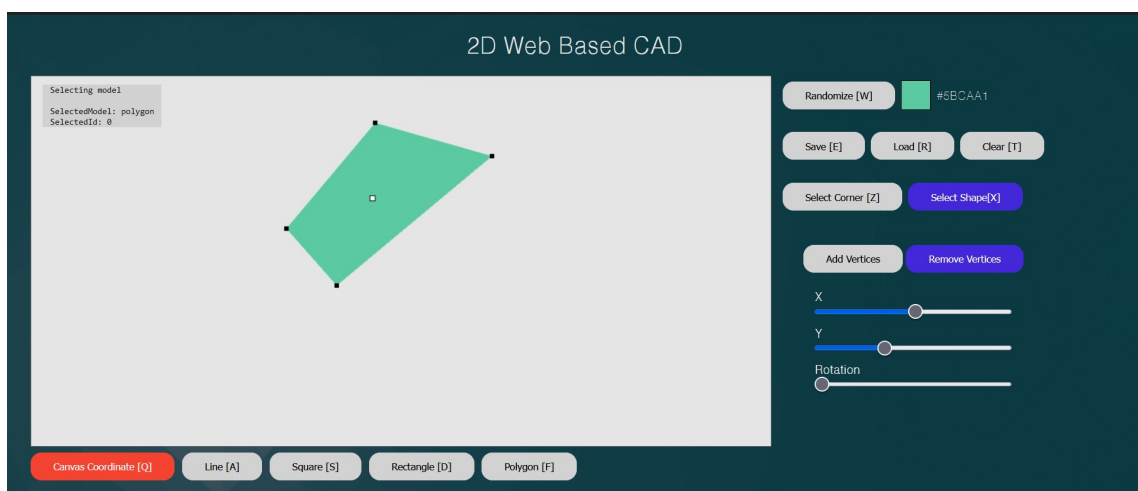 2D Web Based CAD
Selecting model
SelectedModel: polygon
SelectedId: 0
Randomize [W]
#5BCAA1
Save [E]
Load [R]
Clear [T]
Select Corner [Z]
Select Shape[X]
Add Vertices
Remove Vertices
X
Y
Rotation
Canvas Coordinate [Q]
Line [A]
Square [S]
Rectangle [D]
Polygon [F]